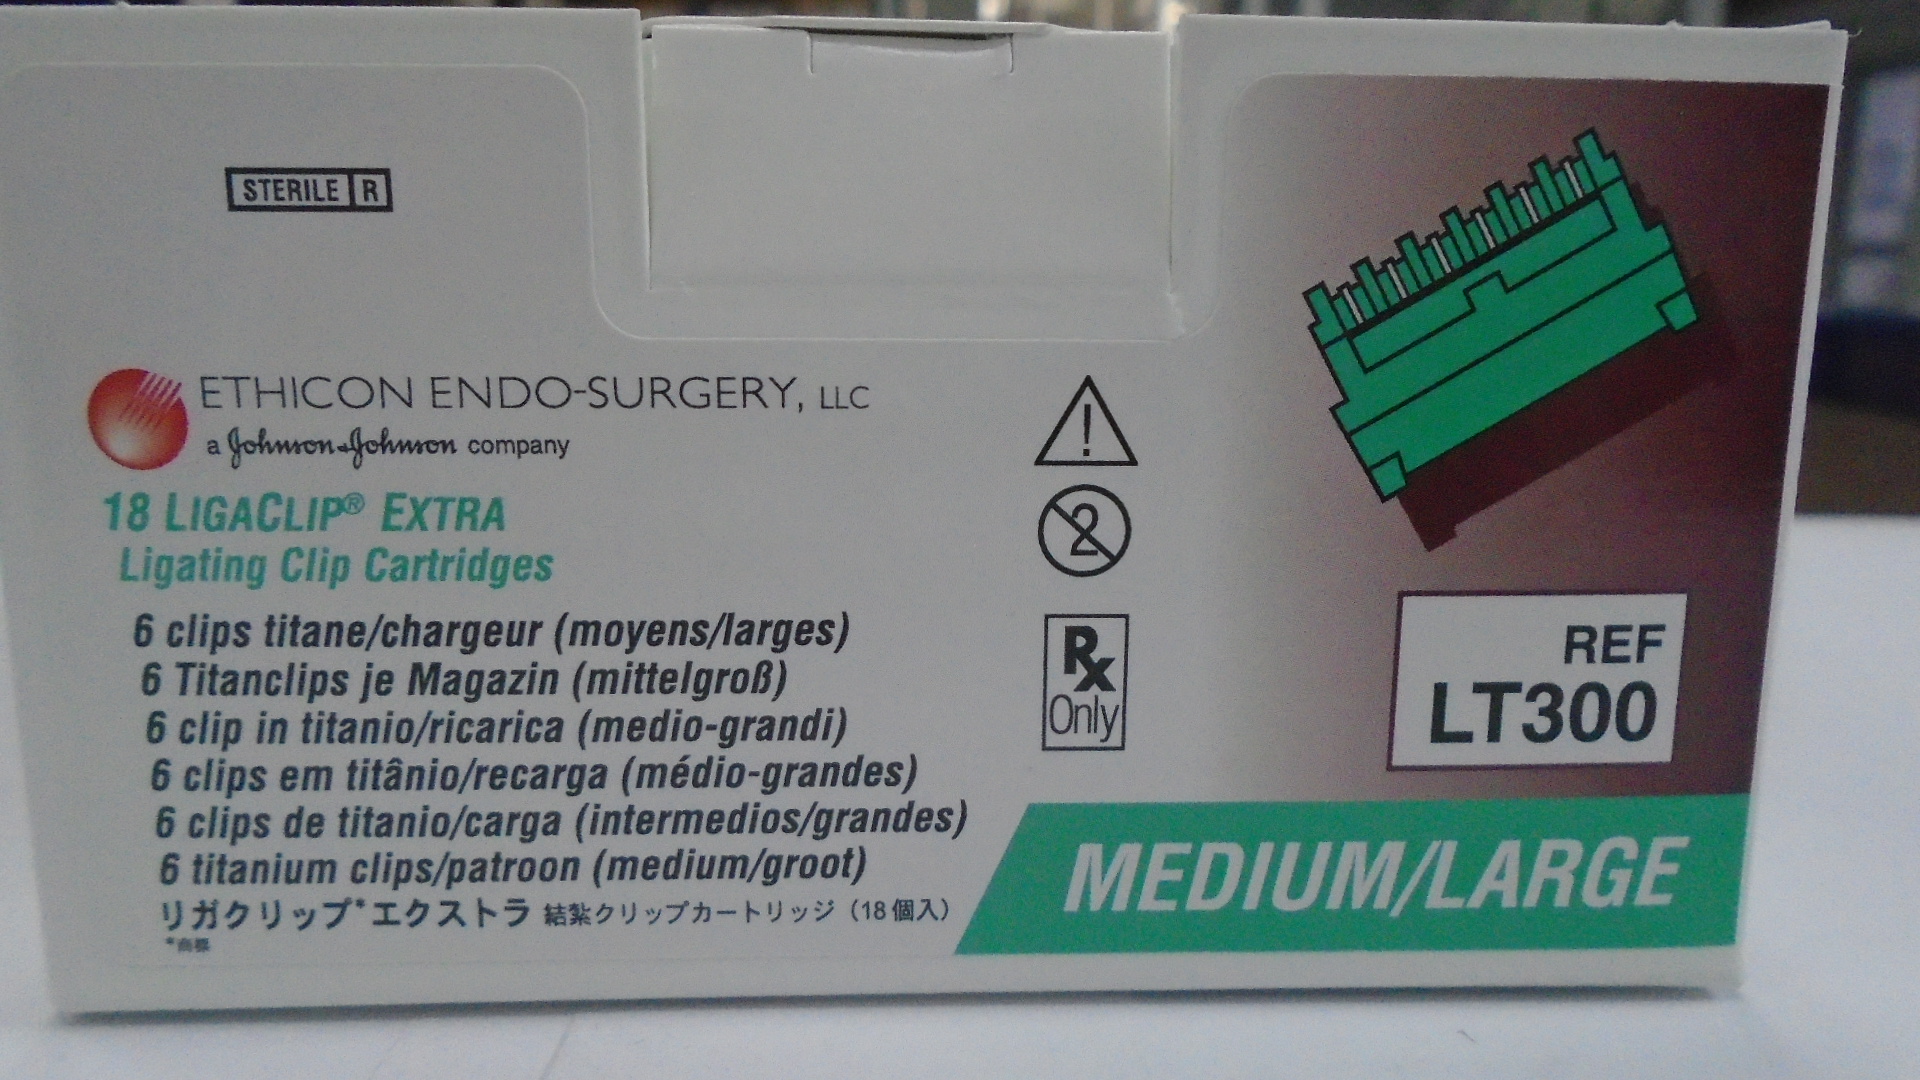 STERILE R
ETHICON ENDO-SURGERY, LLC
a Johnson & Johnson company
18 LIGACLIP® EXTRA
Ligating Clip Cartridges
6 clips titane/chargeur (moyens/larges)
6 Titanclips je Magazin (mittelgroß)
6 clip in titanio/ricarica (medio-grandi)
6 clips em titânio/recarga (médio-grandes)
6 clips de titanio/carga (intermedios/grandes)
6 titanium clips/patroon (medium/groot)
リガクリップ*エクストラ 結紮クリップカートリッジ（18個入）
*商標
2
Rx
Only
REF
LT300
MEDIUM/LARGE